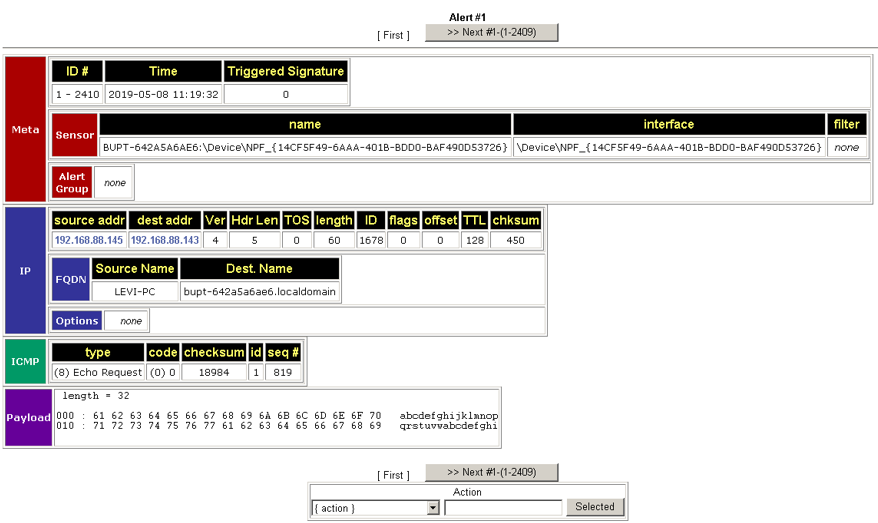 Alert #1
[ First ] >> Next #1-(1-2409)
Meta
ID # Time Triggered Signature
1 - 2410 2019-05-08 11:19:32 0
Sensor
name interface filter
BUPT-642A5A6AE6:\Device\NPF_{14CF5F49-6AAA-401B-BDD0-BAF490D53726} \Device\NPF_{14CF5F49-6AAA-401B-BDD0-BAF490D53726} none
Alert Group none
IP
source addr dest addr Ver Hdr Len TOS length ID flags offset TTL chksum
192.168.88.145 192.168.88.143 4 5 0 60 1678 0 0 128 450
FQDN
Source Name Dest. Name
LEVI-PC bupt-642a5a6ae6.localdomain
Options none
ICMP
type code checksum id seq #
(8) Echo Request (0) 0 18984 1 819
Payload
length = 32
000 : 61 62 63 64 65 66 67 68 69 6A 6B 6C 6D 6E 6F 70 abcdefghijklmnop
010 : 71 72 73 74 75 76 77 61 62 63 64 65 66 67 68 69 qrstuvwabcdefghi
[ First ] >> Next #1-(1-2409)
Action
{ action } Selected